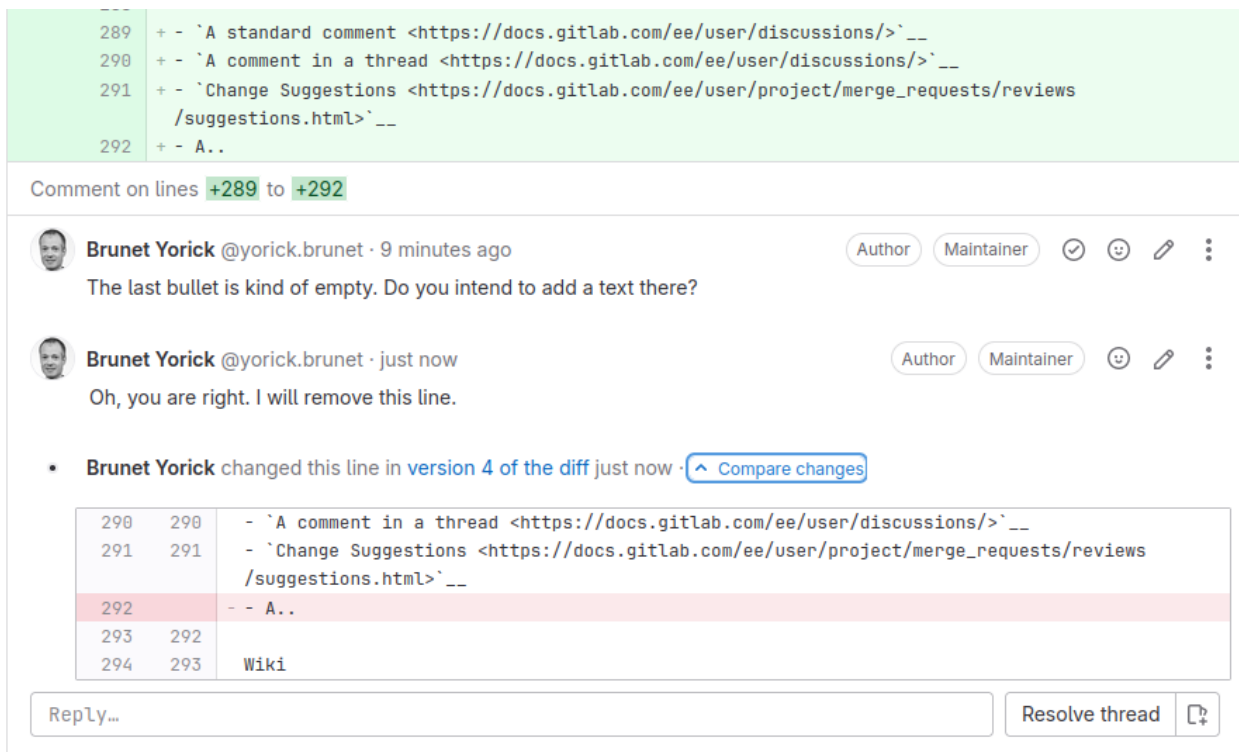 289 + - `A standard comment <https://docs.gitlab.com/ee/user/discussions/>`__
290 + - `A comment in a thread <https://docs.gitlab.com/ee/user/discussions/>`__
291 + - `Change Suggestions <https://docs.gitlab.com/ee/user/project/merge_requests/reviews
/suggestions.html>`__
292 + - A..
Comment on lines +289 to +292
Brunet Yorick @yorick.brunet · 9 minutes ago Author Maintainer
The last bullet is kind of empty. Do you intend to add a text there?
Brunet Yorick @yorick.brunet · just now Author Maintainer
Oh, you are right. I will remove this line.
• Brunet Yorick changed this line in version 4 of the diff just now · Compare changes
290 290 - `A comment in a thread <https://docs.gitlab.com/ee/user/discussions/>`__
291 291 - `Change Suggestions <https://docs.gitlab.com/ee/user/project/merge_requests/reviews
/suggestions.html>`__
292 - - A..
293 292
294 293 Wiki
Reply… Resolve thread